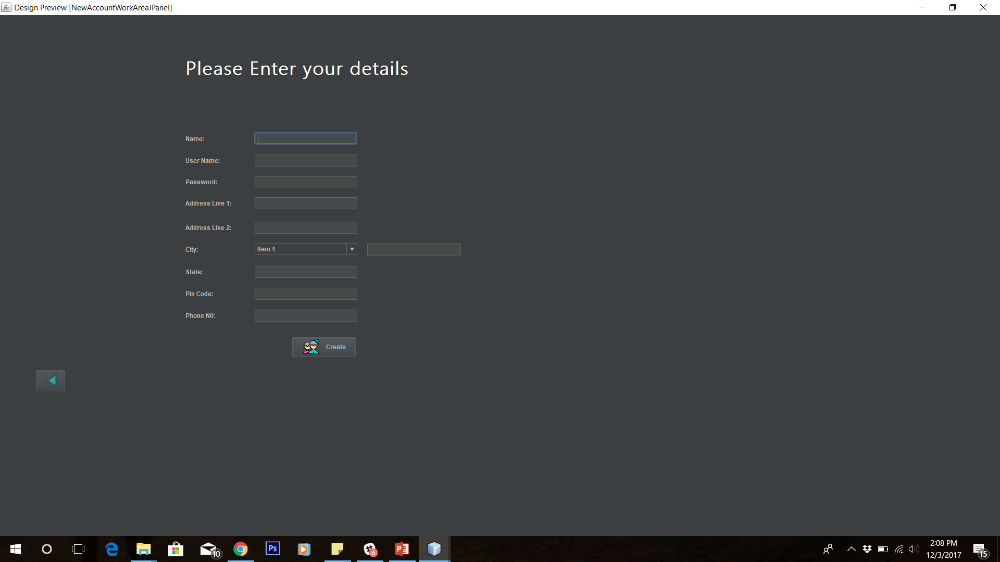 Design Preview [NewAccountWorkAreaJPanel]
Please Enter your details
Name:
User Name:
Password:
Address Line 1:
Address Line 2:
City:
Item 1
State:
Pin Code:
Phone N0:
Create
10
Ps
6
P
2:08 PM
12/3/2017
15